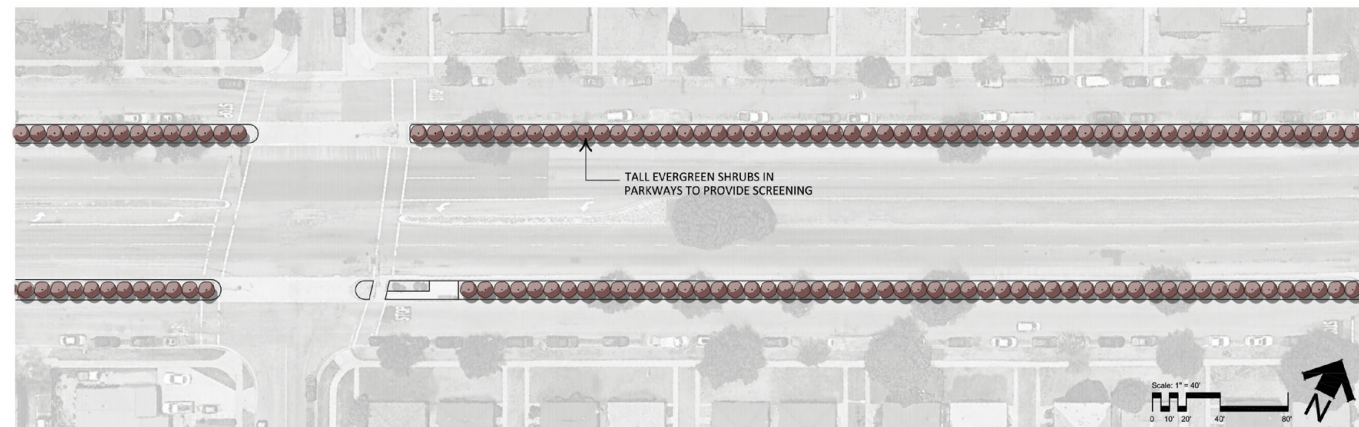 TALL EVERGREEN SHRUBS IN
PARKWAYS TO PROVIDE SCREENING
Scale: 1" = 40'
0 10' 20' 40' 80'
N